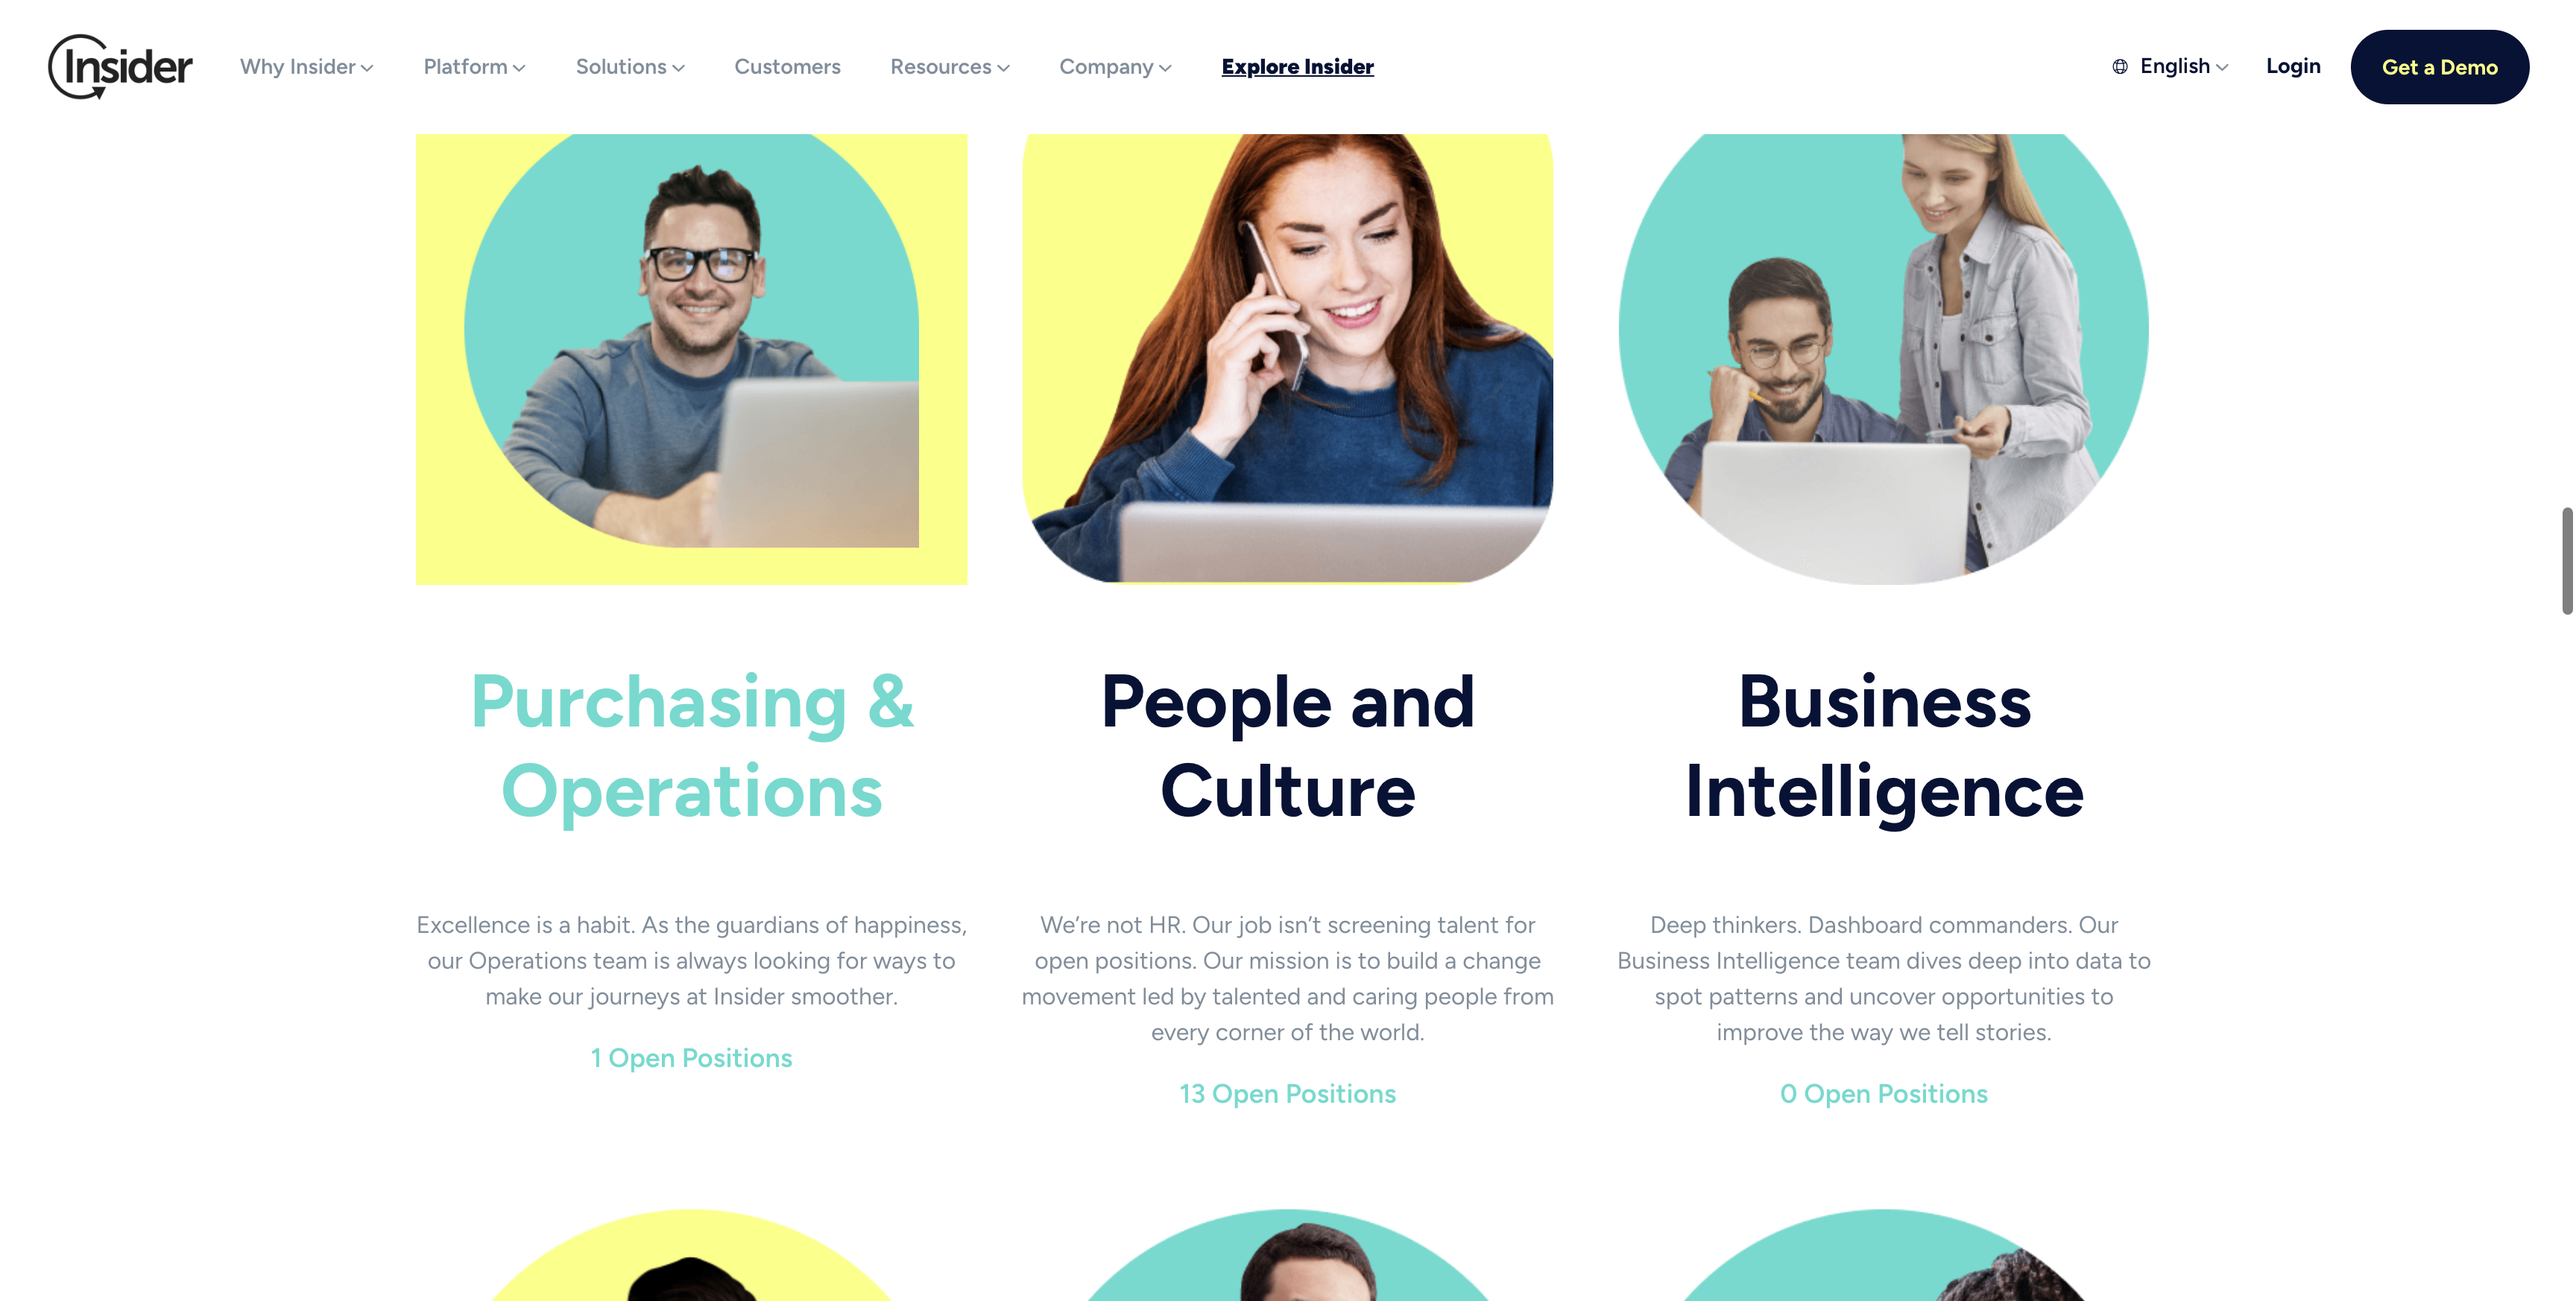 Insider
Why Insider
Platform
Solutions
Customers
Resources
Company
Explore Insider
English
Login
Get a Demo
Purchasing &
Operations
Excellence is a habit. As the guardians of happiness,
our Operations team is always looking for ways to
make our journeys at Insider smoother.
1 Open Positions
People and
Culture
We’re not HR. Our job isn’t screening talent for
open positions. Our mission is to build a change
movement led by talented and caring people from
every corner of the world.
13 Open Positions
Business
Intelligence
Deep thinkers. Dashboard commanders. Our
Business Intelligence team dives deep into data to
spot patterns and uncover opportunities to
improve the way we tell stories.
0 Open Positions